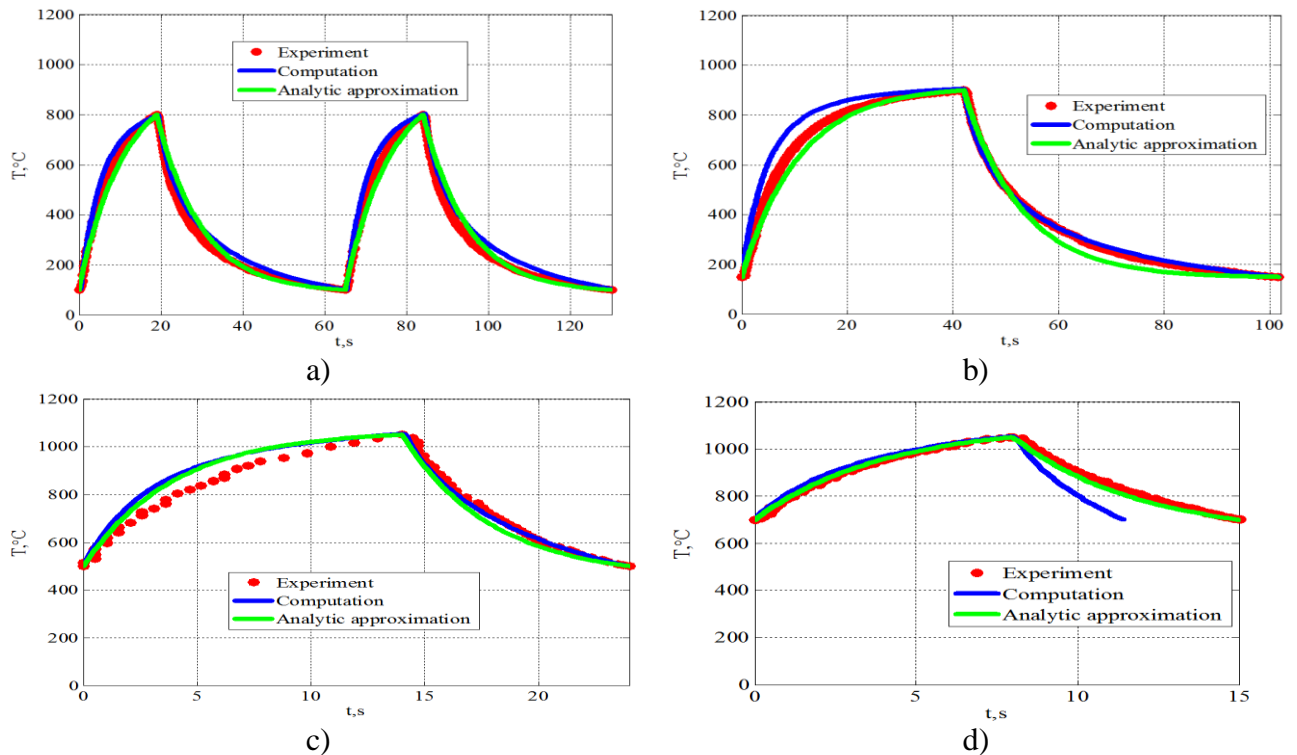 1200
1000
800
600
400
200
0
T,°C
0 20 40 60 80 100 120
t,s
Experiment
Computation
Analytic approximation
a)
1200
1000
800
600
400
200
0
T,°C
0 20 40 60 80 100
t,s
Experiment
Computation
Analytic approximation
b)
1200
1000
800
600
400
200
0
T,°C
0 5 10 15 20
t,s
Experiment
Computation
Analytic approximation
c)
1200
1000
800
600
400
200
0
T,°C
0 5 10 15
t,s
Experiment
Computation
Analytic approximation
d)